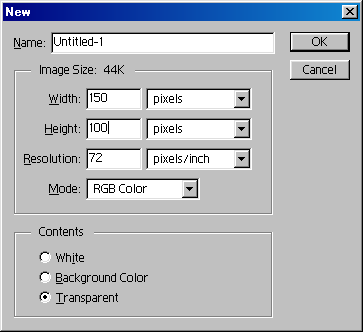 New
Name: Untitled-1
OK
Cancel
Image Size: 44K
Width: 150 pixels
Height: 100 pixels
Resolution: 72 pixels/inch
Mode: RGB Color
Contents
White
Background Color
Transparent